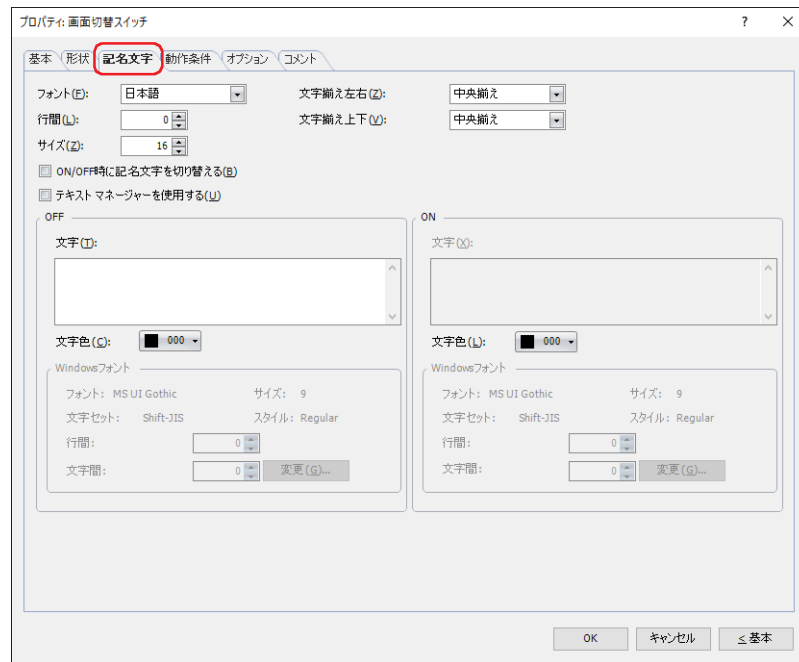 プロパティ: 画面切替スイッチ ? ×
基本 形状 記名文字 動作条件 オプション コメント
フォント(F): 日本語 文字揃え左右(Z): 中央揃え
行間(L): 0 文字揃え上下(V): 中央揃え
サイズ(Z): 16
ON/OFF時に記名文字を切り替える(B)
テキスト マネージャーを使用する(U)
OFF
文字(T):
文字色(C): 000
Windowsフォント
フォント: MS UI Gothic サイズ: 9
文字セット: Shift-JIS スタイル: Regular
行間: 0
文字間: 0 変更(G)...
ON
文字(X):
文字色(L): 000
Windowsフォント
フォント: MS UI Gothic サイズ: 9
文字セット: Shift-JIS スタイル: Regular
行間: 0
文字間: 0 変更(G)...
OK キャンセル ≤基本